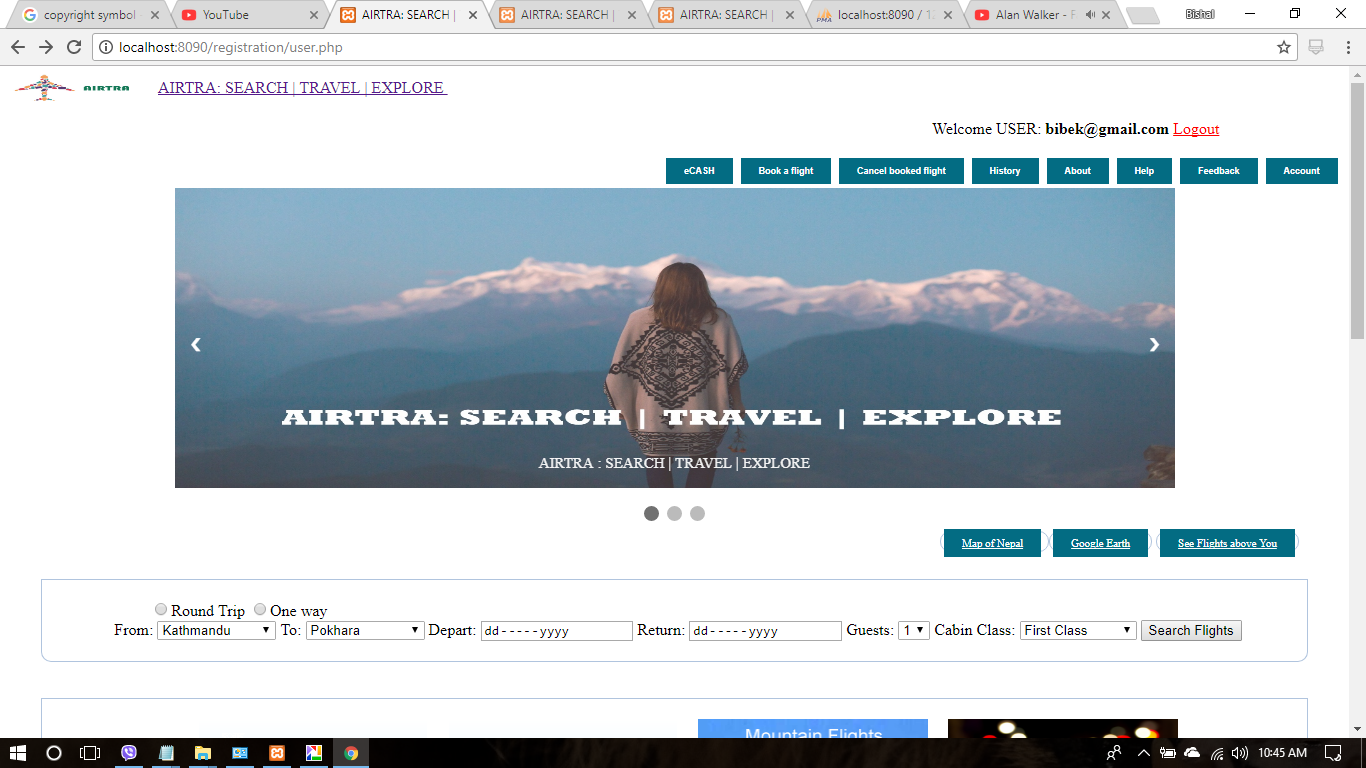 copyright symbol
YouTube
AIRTRA: SEARCH |
AIRTRA: SEARCH |
AIRTRA: SEARCH |
localhost:8090 / 12
Alan Walker - F
Bishal
localhost:8090/registration/user.php
AIRTRA
AIRTRA: SEARCH | TRAVEL | EXPLORE
Welcome USER: bibek@gmail.com Logout
eCASH Book a flight Cancel booked flight History About Help Feedback Account
AIRTRA: SEARCH | TRAVEL | EXPLORE
AIRTRA : SEARCH | TRAVEL | EXPLORE
Map of Nepal Google Earth See Flights above You
Round Trip One way
From: Kathmandu To: Pokhara Depart: dd-----yyyy Return: dd-----yyyy Guests: 1 Cabin Class: First Class Search Flights
Mountain Flights
10:45 AM